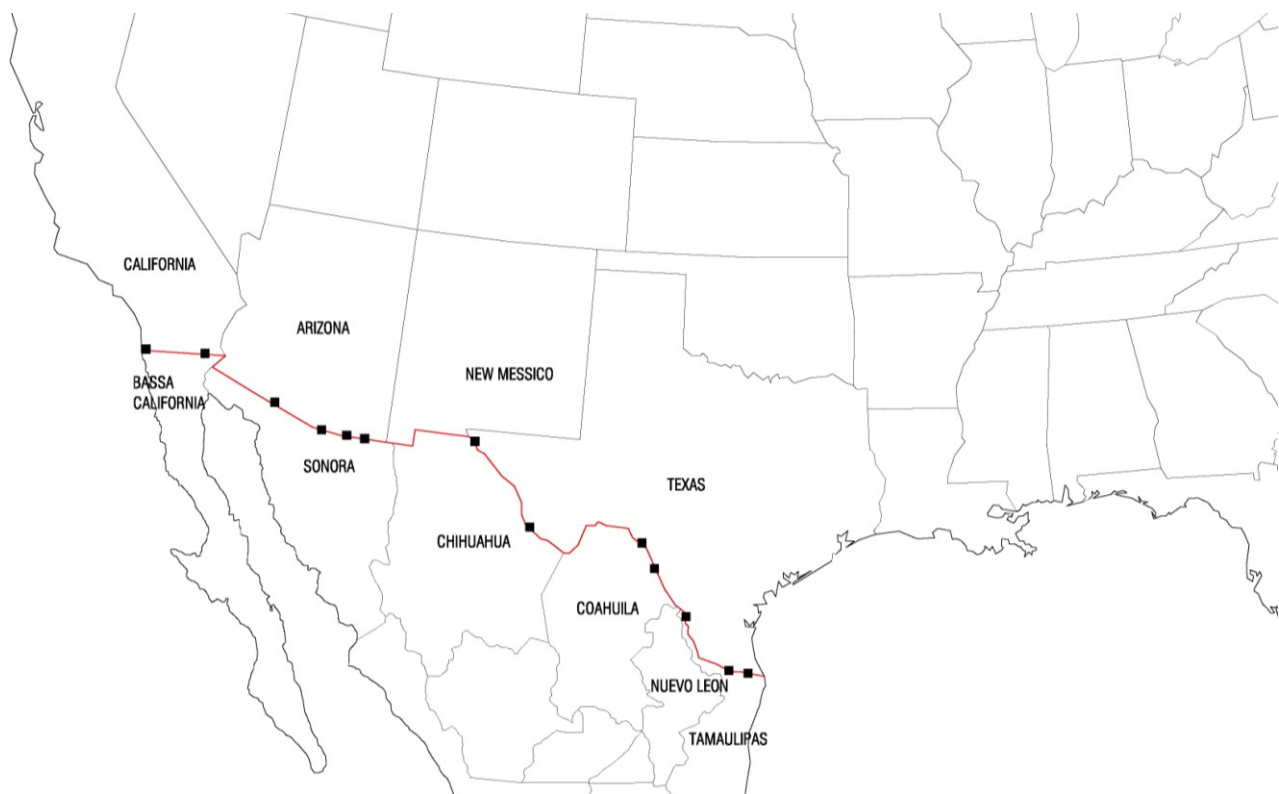 CALIFORNIA
ARIZONA
NEW MESSICO
BASSA
CALIFORNIA
SONORA
TEXAS
CHIHUAHUA
COAHUILA
NUEVO LEON
TAMAULIPAS